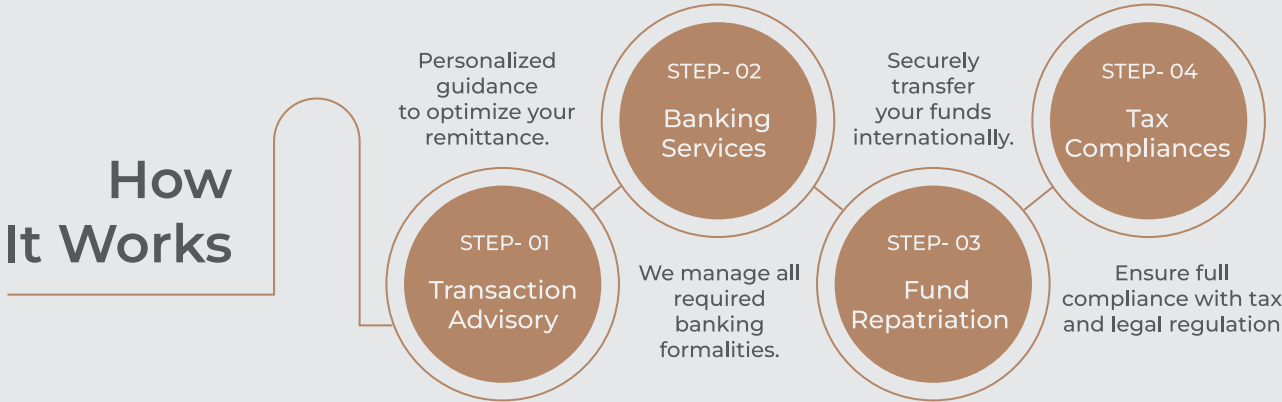 How
It Works
Personalized
guidance
to optimize your
remittance.
STEP- 01
Transaction
Advisory
STEP- 02
Banking
Services
We manage all
required
banking
formalities.
Securely
transfer
your funds
internationally.
STEP- 03
Fund
Repatriation
STEP- 04
Tax
Compliances
Ensure full
compliance with tax
and legal regulation